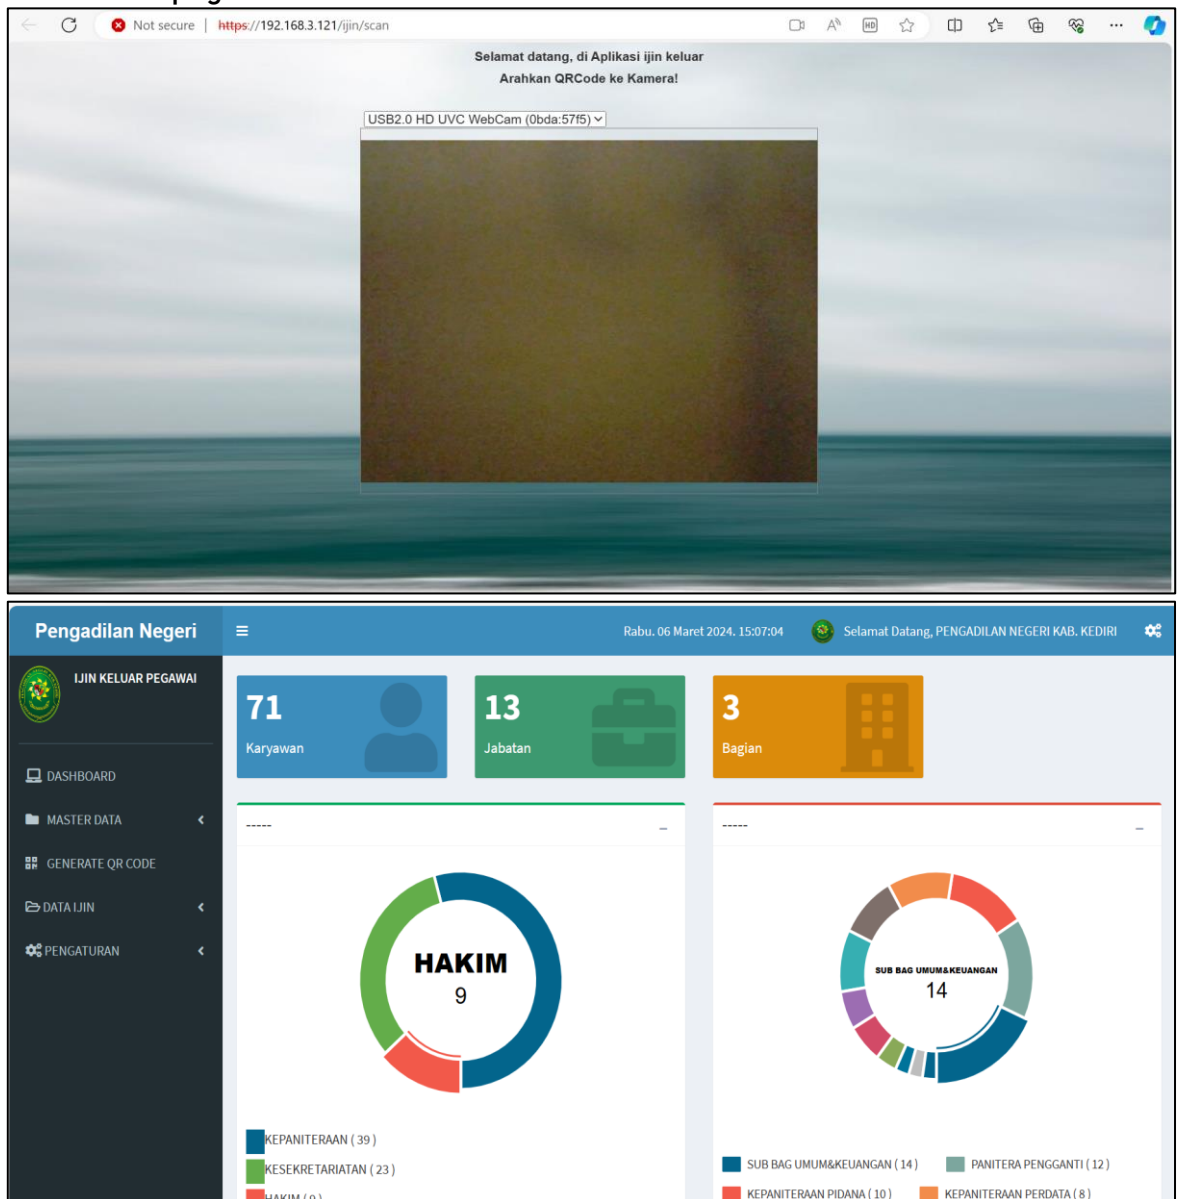 Not secure | https://192.168.3.121/ijin/scan
Selamat datang, di Aplikasi ijin keluar
Arahkan QRCode ke Kamera!
USB2.0 HD UVC WebCam (0bda:57f5)
Pengadilan Negeri
Rabu. 06 Maret 2024. 15:07:04
Selamat Datang, PENGADILAN NEGERI KAB. KEDIRI
IJIN KELUAR PEGAWAI
DASHBOARD
MASTER DATA
GENERATE QR CODE
DATA IJIN
PENGATURAN
71
Karyawan
13
Jabatan
3
Bagian
-----
HAKIM
9
KEPANITERAAN ( 39 )
KESEKRETARIATAN ( 23 )
HAKIM ( 9 )
-----
SUB BAG UMUM&KEUANGAN
14
SUB BAG UMUM&KEUANGAN ( 14 )
PANITERA PENGGANTI ( 12 )
KEPANITERAAN PIDANA ( 10 )
KEPANITERAAN PERDATA ( 8 )